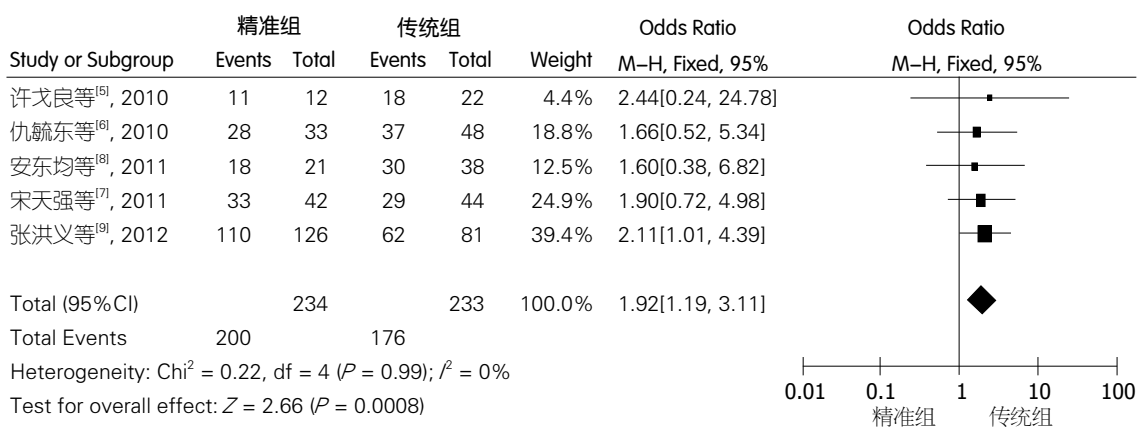 精准组 传统组 Odds Ratio Odds Ratio
Study or Subgroup Events Total Events Total Weight M–H, Fixed, 95% M–H, Fixed, 95%
许戈良等[5], 2010 11 12 18 22 4.4% 2.44[0.24, 24.78]
仇毓东等[6], 2010 28 33 37 48 18.8% 1.66[0.52, 5.34]
安东均等[8], 2011 18 21 30 38 12.5% 1.60[0.38, 6.82]
宋天强等[7], 2011 33 42 29 44 24.9% 1.90[0.72, 4.98]
张洪义等[9], 2012 110 126 62 81 39.4% 2.11[1.01, 4.39]
Total (95%CI) 234 233 100.0% 1.92[1.19, 3.11]
Total Events 200 176
Heterogeneity: Chi² = 0.22, df = 4 (P = 0.99); I² = 0%
Test for overall effect: Z = 2.66 (P = 0.0008)
0.01 0.1 1 10 100
精准组 传统组